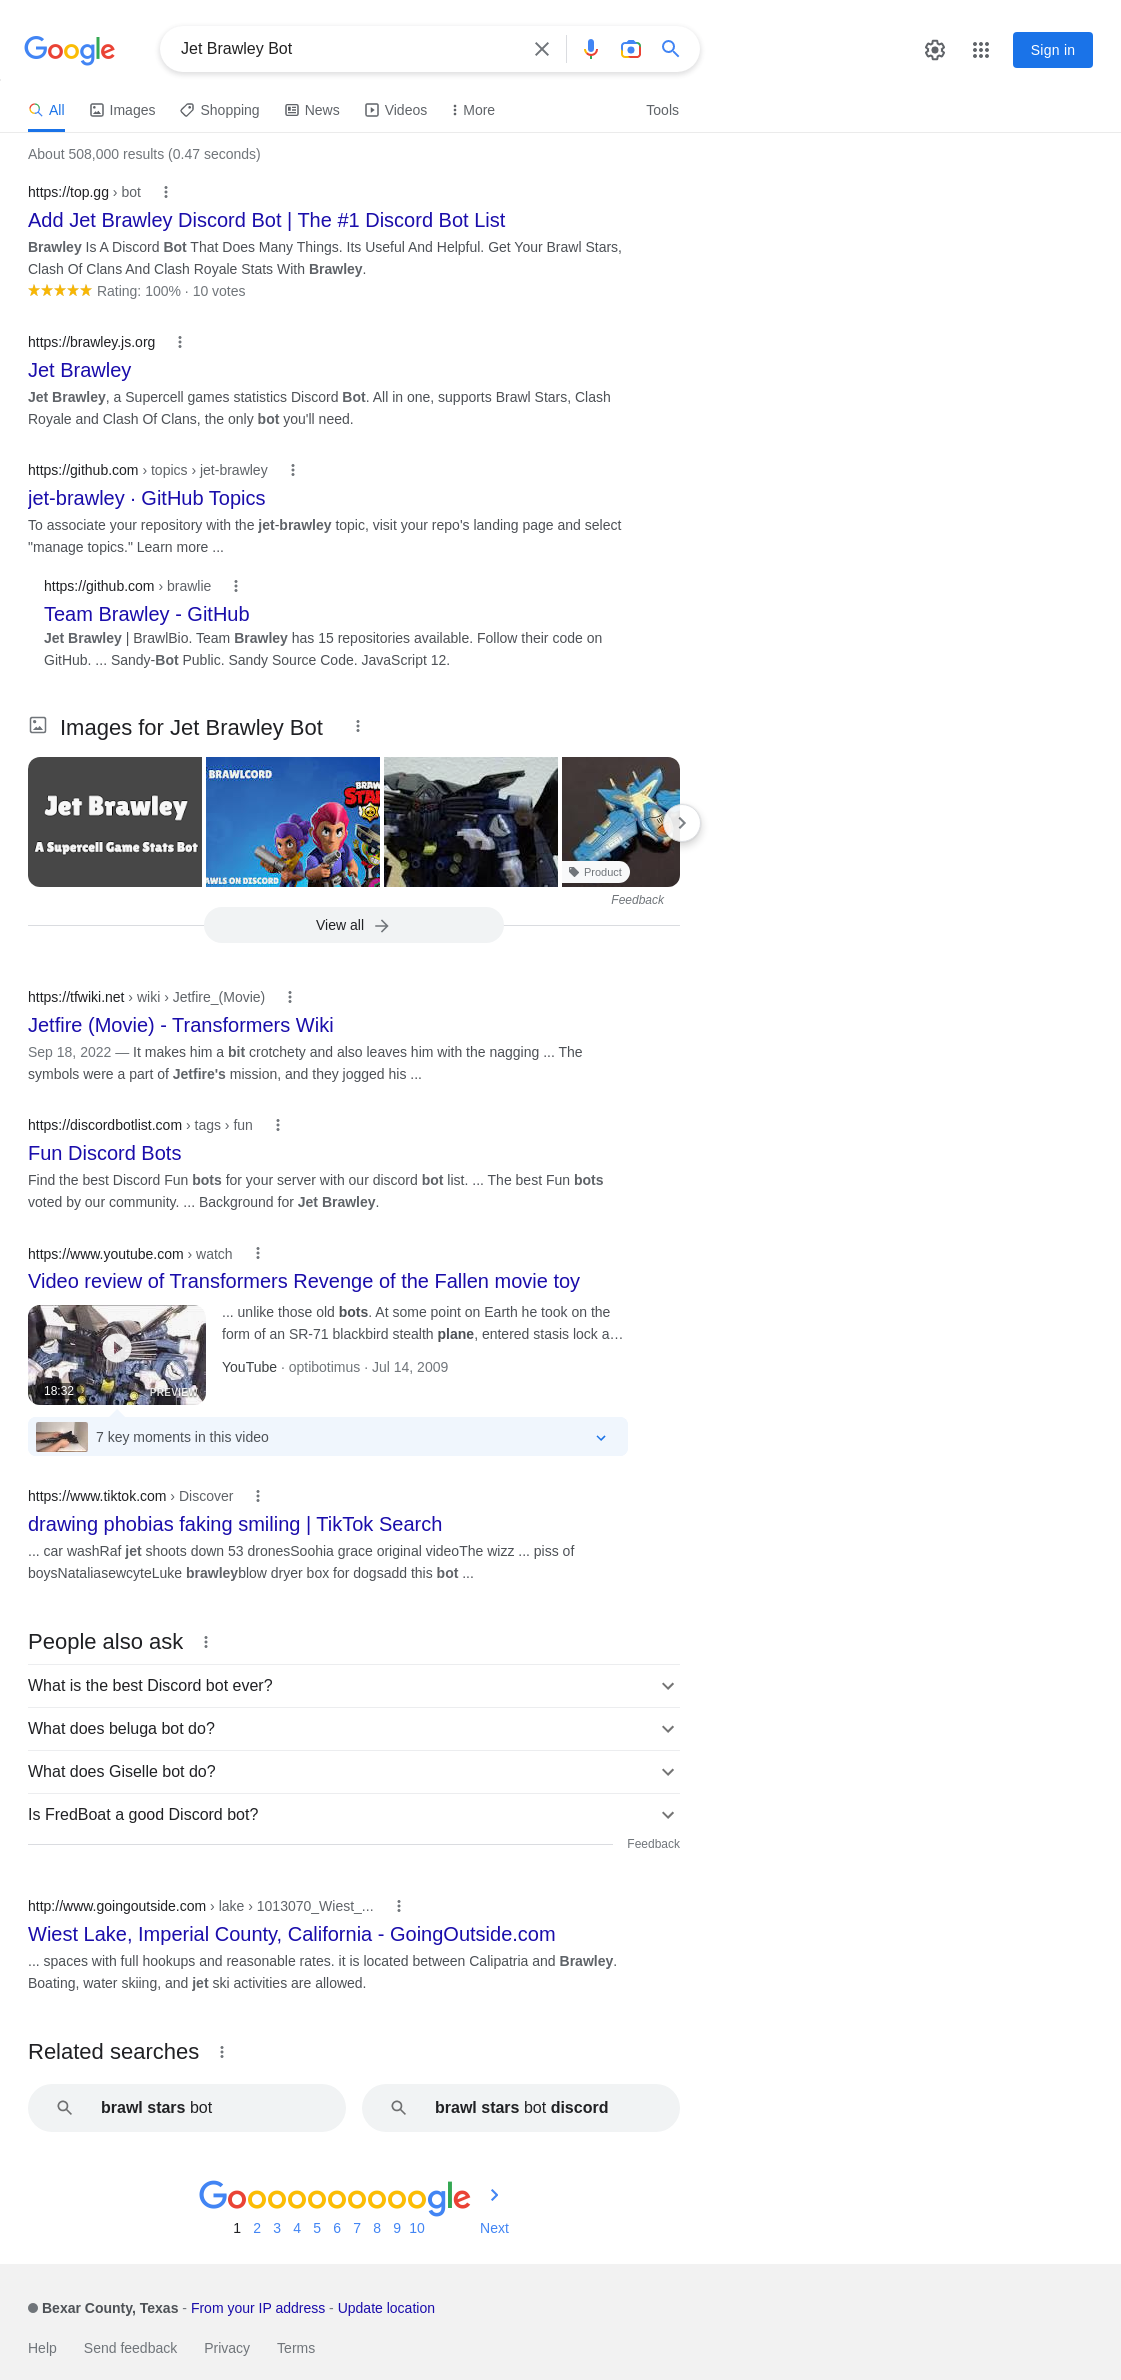 Google
Jet Brawley Bot
Sign in
All
Images
Shopping
News
Videos
More
Tools
About 508,000 results (0.47 seconds)
https://top.gg › bot
Add Jet Brawley Discord Bot | The #1 Discord Bot List
Brawley Is A Discord Bot That Does Many Things. Its Useful And Helpful. Get Your Brawl Stars,
Clash Of Clans And Clash Royale Stats With Brawley.
Rating: 100% · 10 votes
https://brawley.js.org
Jet Brawley
Jet Brawley, a Supercell games statistics Discord Bot. All in one, supports Brawl Stars, Clash
Royale and Clash Of Clans, the only bot you'll need.
https://github.com › topics › jet-brawley
jet-brawley · GitHub Topics
To associate your repository with the jet-brawley topic, visit your repo's landing page and select
"manage topics." Learn more ...
https://github.com › brawlie
Team Brawley - GitHub
Jet Brawley | BrawlBio. Team Brawley has 15 repositories available. Follow their code on
GitHub. ... Sandy-Bot Public. Sandy Source Code. JavaScript 12.
Images for Jet Brawley Bot
Jet Brawley
A Supercell Game Stats Bot
BRAWLCORD
BRAW
STA
AWLS ON DISCORD
Product
Feedback
View all
https://tfwiki.net › wiki › Jetfire_(Movie)
Jetfire (Movie) - Transformers Wiki
Sep 18, 2022 — It makes him a bit crotchety and also leaves him with the nagging ... The
symbols were a part of Jetfire's mission, and they jogged his ...
https://discordbotlist.com › tags › fun
Fun Discord Bots
Find the best Discord Fun bots for your server with our discord bot list. ... The best Fun bots
voted by our community. ... Background for Jet Brawley.
https://www.youtube.com › watch
Video review of Transformers Revenge of the Fallen movie toy
... unlike those old bots. At some point on Earth he took on the
form of an SR-71 blackbird stealth plane, entered stasis lock a…
YouTube · optibotimus · Jul 14, 2009
18:32
PREVIEW
7 key moments in this video
https://www.tiktok.com › Discover
drawing phobias faking smiling | TikTok Search
... car washRaf jet shoots down 53 dronesSoohia grace original videoThe wizz ... piss of
boysNataliasewcyteLuke brawleyblow dryer box for dogsadd this bot ...
People also ask
What is the best Discord bot ever?
What does beluga bot do?
What does Giselle bot do?
Is FredBoat a good Discord bot?
Feedback
http://www.goingoutside.com › lake › 1013070_Wiest_...
Wiest Lake, Imperial County, California - GoingOutside.com
... spaces with full hookups and reasonable rates. it is located between Calipatria and Brawley.
Boating, water skiing, and jet ski activities are allowed.
Related searches
brawl stars bot
brawl stars bot discord
Goooooooooogle
1 2 3 4 5 6 7 8 9 10 Next
Bexar County, Texas - From your IP address - Update location
Help
Send feedback
Privacy
Terms